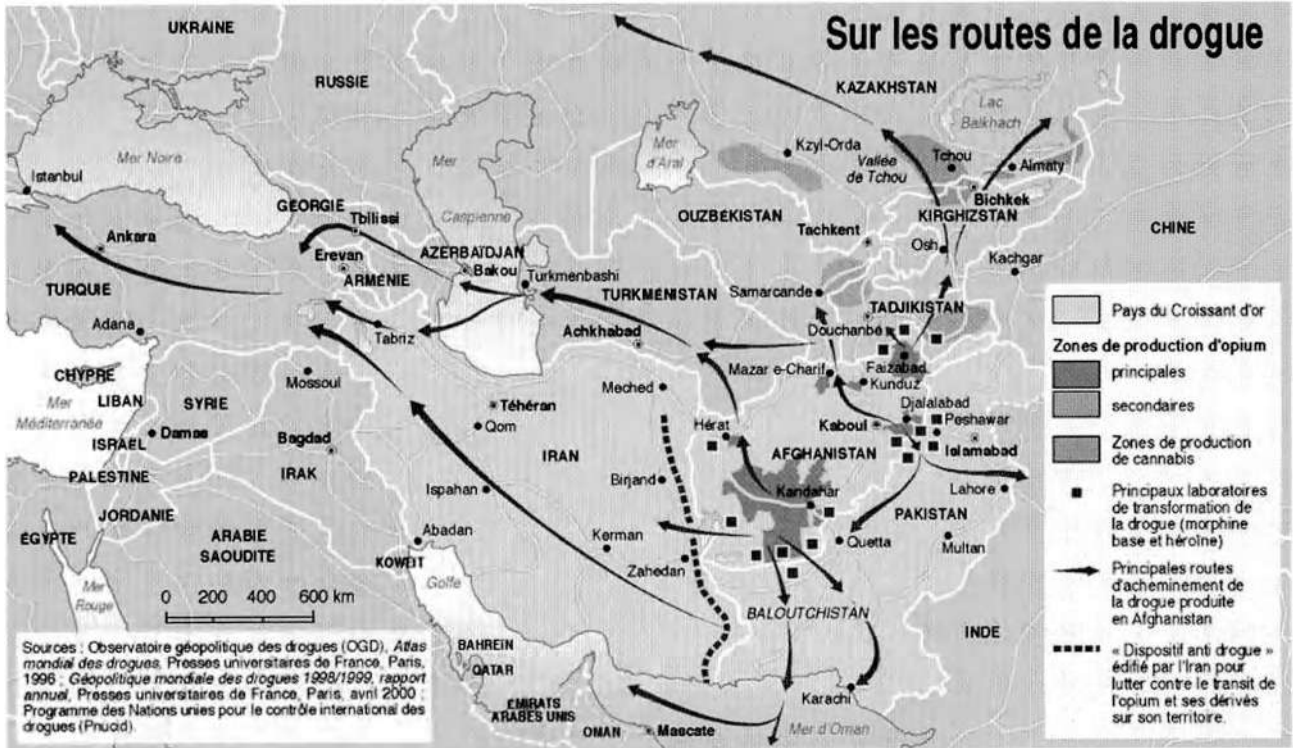 Sur les routes de la drogue
UKRAINE
RUSSIE
KAZAKHSTAN
Lac
Balkhach
Mer Noire
Mer
Caspienne
Mer
d'Aral
Kzyl-Orda
Vallée
de Tchou
Tchou
Almaty
Istanbul
GÉORGIE
Tbilissi
OUZBÉKISTAN
Bichkek
KIRGHIZSTAN
CHINE
Ankara
Erevan
ARMÉNIE
AZERBAÏDJAN
Bakou
Turkmenbashi
Tachkent
Osh
Kachgar
TURQUIE
TURKMÉNISTAN
Samarcande
TADJIKISTAN
Adana
Tabriz
Achkhabad
Douchanbé
CHYPRE
Mossoul
Meched
Mazar e-Charif
Faizabad
Kunduz
Mer
Méditerranée
LIBAN
SYRIE
Téhéran
Qom
Djalalabad
Peshawar
ISRAEL
Damas
Bagdad
Hérat
Kaboul
Islamabad
PALESTINE
IRAK
IRAN
AFGHANISTAN
JORDANIE
Ispahan
Birjand
Kandahar
Lahore
ÉGYPTE
ARABIE
SAOUDITE
Abadan
Kerman
Quetta
PAKISTAN
Multan
KOWEIT
Golfe
Zahedan
Mer
Rouge
BALOUTCHISTAN
INDE
BAHREÏN
QATAR
EMIRATS
ARABES UNIS
OMAN
Mascate
Karachi
Mer d'Oman
0 200 400 600 km
Sources : Observatoire géopolitique des drogues (OGD), Atlas
mondial des drogues, Presses universitaires de France, Paris,
1996 ; Géopolitique mondiale des drogues 1998/1999, rapport
annual, Presses universitaires de France, Paris, avril 2000 ;
Programme des Nations unies pour le contrôle international des
drogues (Pnucid).
Pays du Croissant d'or
Zones de production d'opium
principales
secondaires
Zones de production
de cannabis
Principaux laboratoires
de transformation de
la drogue (morphine
base et héroïne)
Principales routes
d'acheminement de
la drogue produite
en Afghanistan
« Dispositif anti drogue »
édifié par l'Iran pour
lutter contre le transit de
l'opium et ses dérivés
sur son territoire.